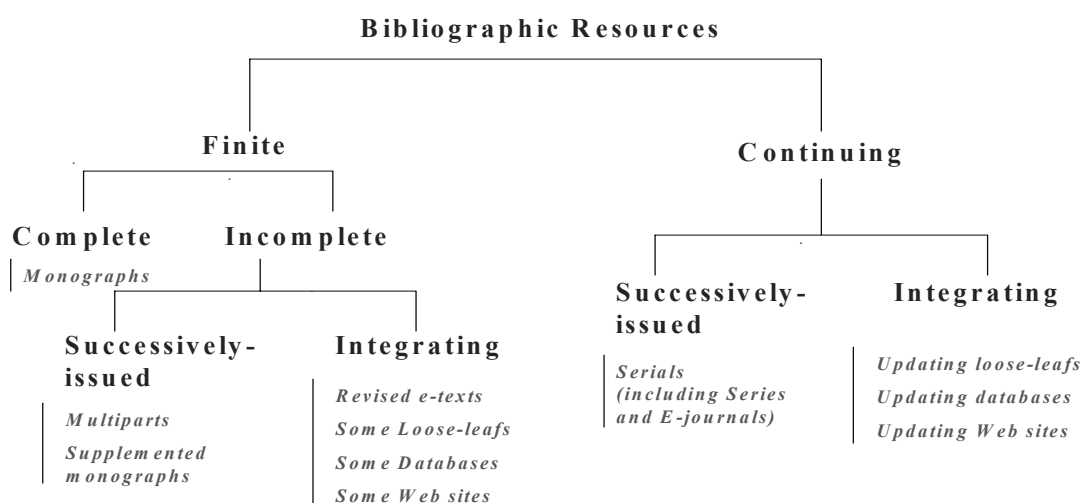 Bibliographic Resources
Finite
Continuing
Complete
Incomplete
Monographs
Successively-
issued
Integrating
Multiparts
Supplemented
monographs
Revised e-texts
Some Loose-leafs
Some Databases
Some Web sites
Successively-
issued
Integrating
Serials
(including Series
and E-journals)
Updating loose-leafs
Updating databases
Updating Web sites